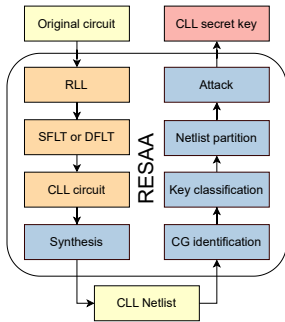 Original circuit
CLL secret key
RLL
Attack
SFLT or DFLT
Netlist partition
RESAA
CLL circuit
Key classification
Synthesis
CG identification
CLL Netlist